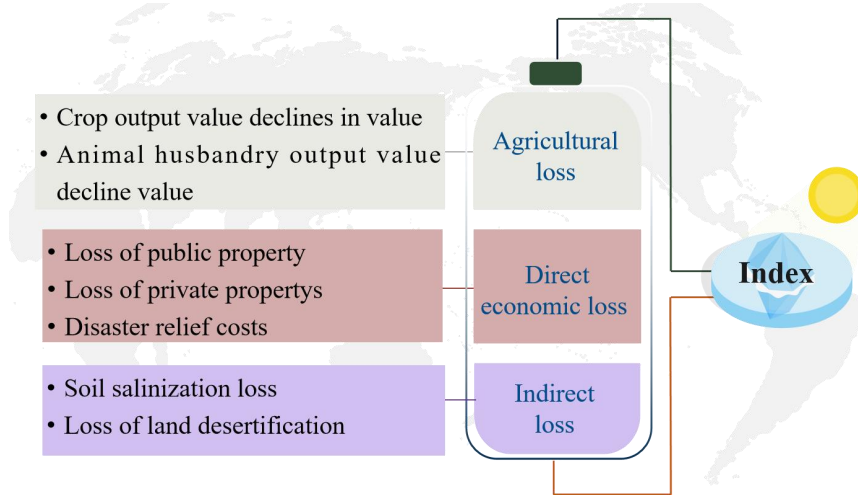 • Crop output value declines in value
• Animal husbandry output value
decline value
Agricultural
loss
• Loss of public property
• Loss of private propertys
• Disaster relief costs
Direct
economic loss
• Soil salinization loss
• Loss of land desertification
Indirect
loss
Index